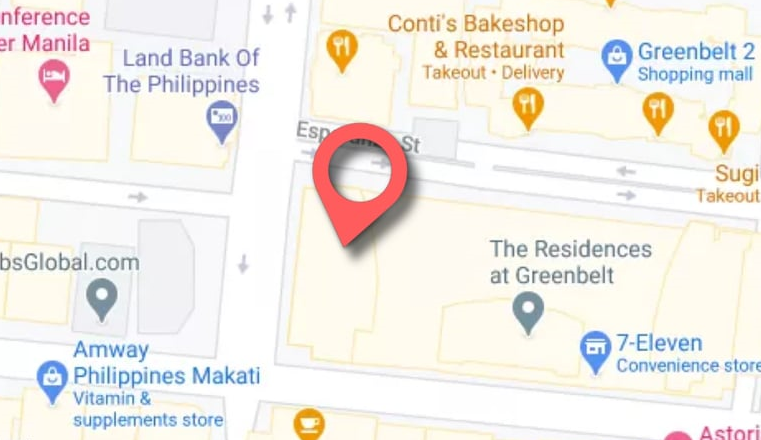 nference
er Manila
Land Bank Of
The Philippines
Conti's Bakeshop
& Restaurant
Takeout • Delivery
Greenbelt 2
Shopping mall
St
Sugi
Takeout
bsGlobal.com
The Residences
at Greenbelt
7-Eleven
Convenience store
Amway
Philippines Makati
Vitamin &
supplements store
Astori